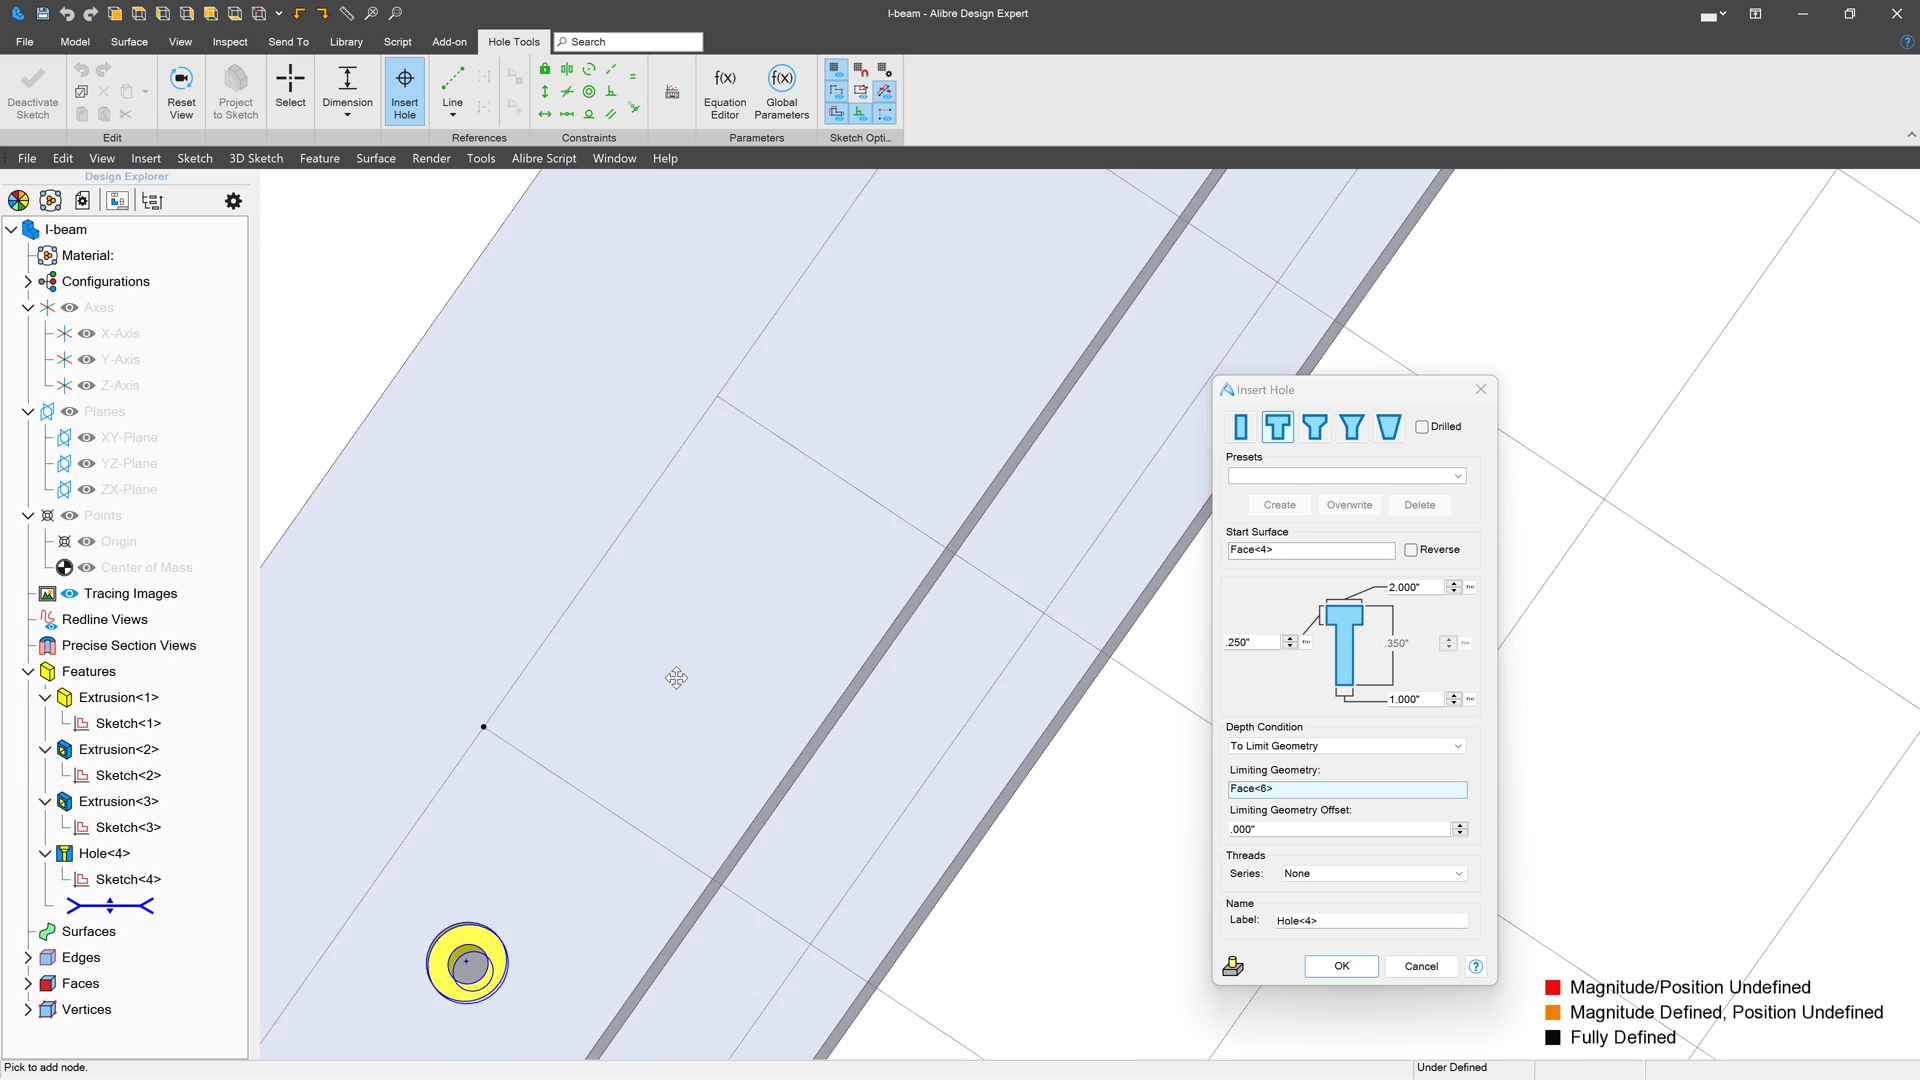 I-beam - Alibre Design Expert
File Model Surface View Inspect Send To Library Script Add-on Hole Tools Search
Deactivate Sketch
Reset View
Project to Sketch
Select
Dimension
Insert Hole
Line
f(x) Equation Editor
f(x) Global Parameters
Edit References Constraints Parameters Sketch Opti...
File Edit View Insert Sketch 3D Sketch Feature Surface Render Tools Alibre Script Window Help
Design Explorer
I-beam
Material:
Configurations
Axes
X-Axis
Y-Axis
Z-Axis
Planes
XY-Plane
YZ-Plane
ZX-Plane
Points
Origin
Center of Mass
Tracing Images
Redline Views
Precise Section Views
Features
Extrusion<1>
Sketch<1>
Extrusion<2>
Sketch<2>
Extrusion<3>
Sketch<3>
Hole<4>
Sketch<4>
Surfaces
Edges
Faces
Vertices
Insert Hole
Drilled
Presets
Create Overwrite Delete
Start Surface
Face<4> Reverse
2.000"
.250" .350"
1.000"
Depth Condition
To Limit Geometry
Limiting Geometry:
Face<6>
Limiting Geometry Offset:
.000"
Threads
Series: None
Name
Label: Hole<4>
OK Cancel
Magnitude/Position Undefined
Magnitude Defined, Position Undefined
Fully Defined
Pick to add node. Under Defined